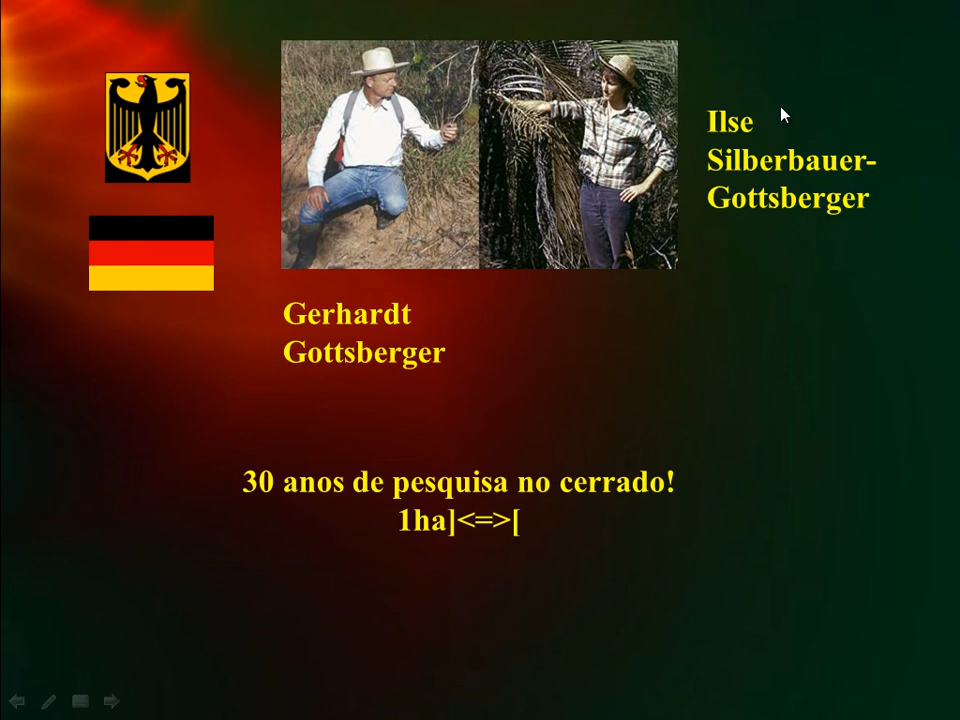 Ilse
Silberbauer-
Gottsberger
Gerhardt
Gottsberger
30 anos de pesquisa no cerrado!
1ha]<=>[